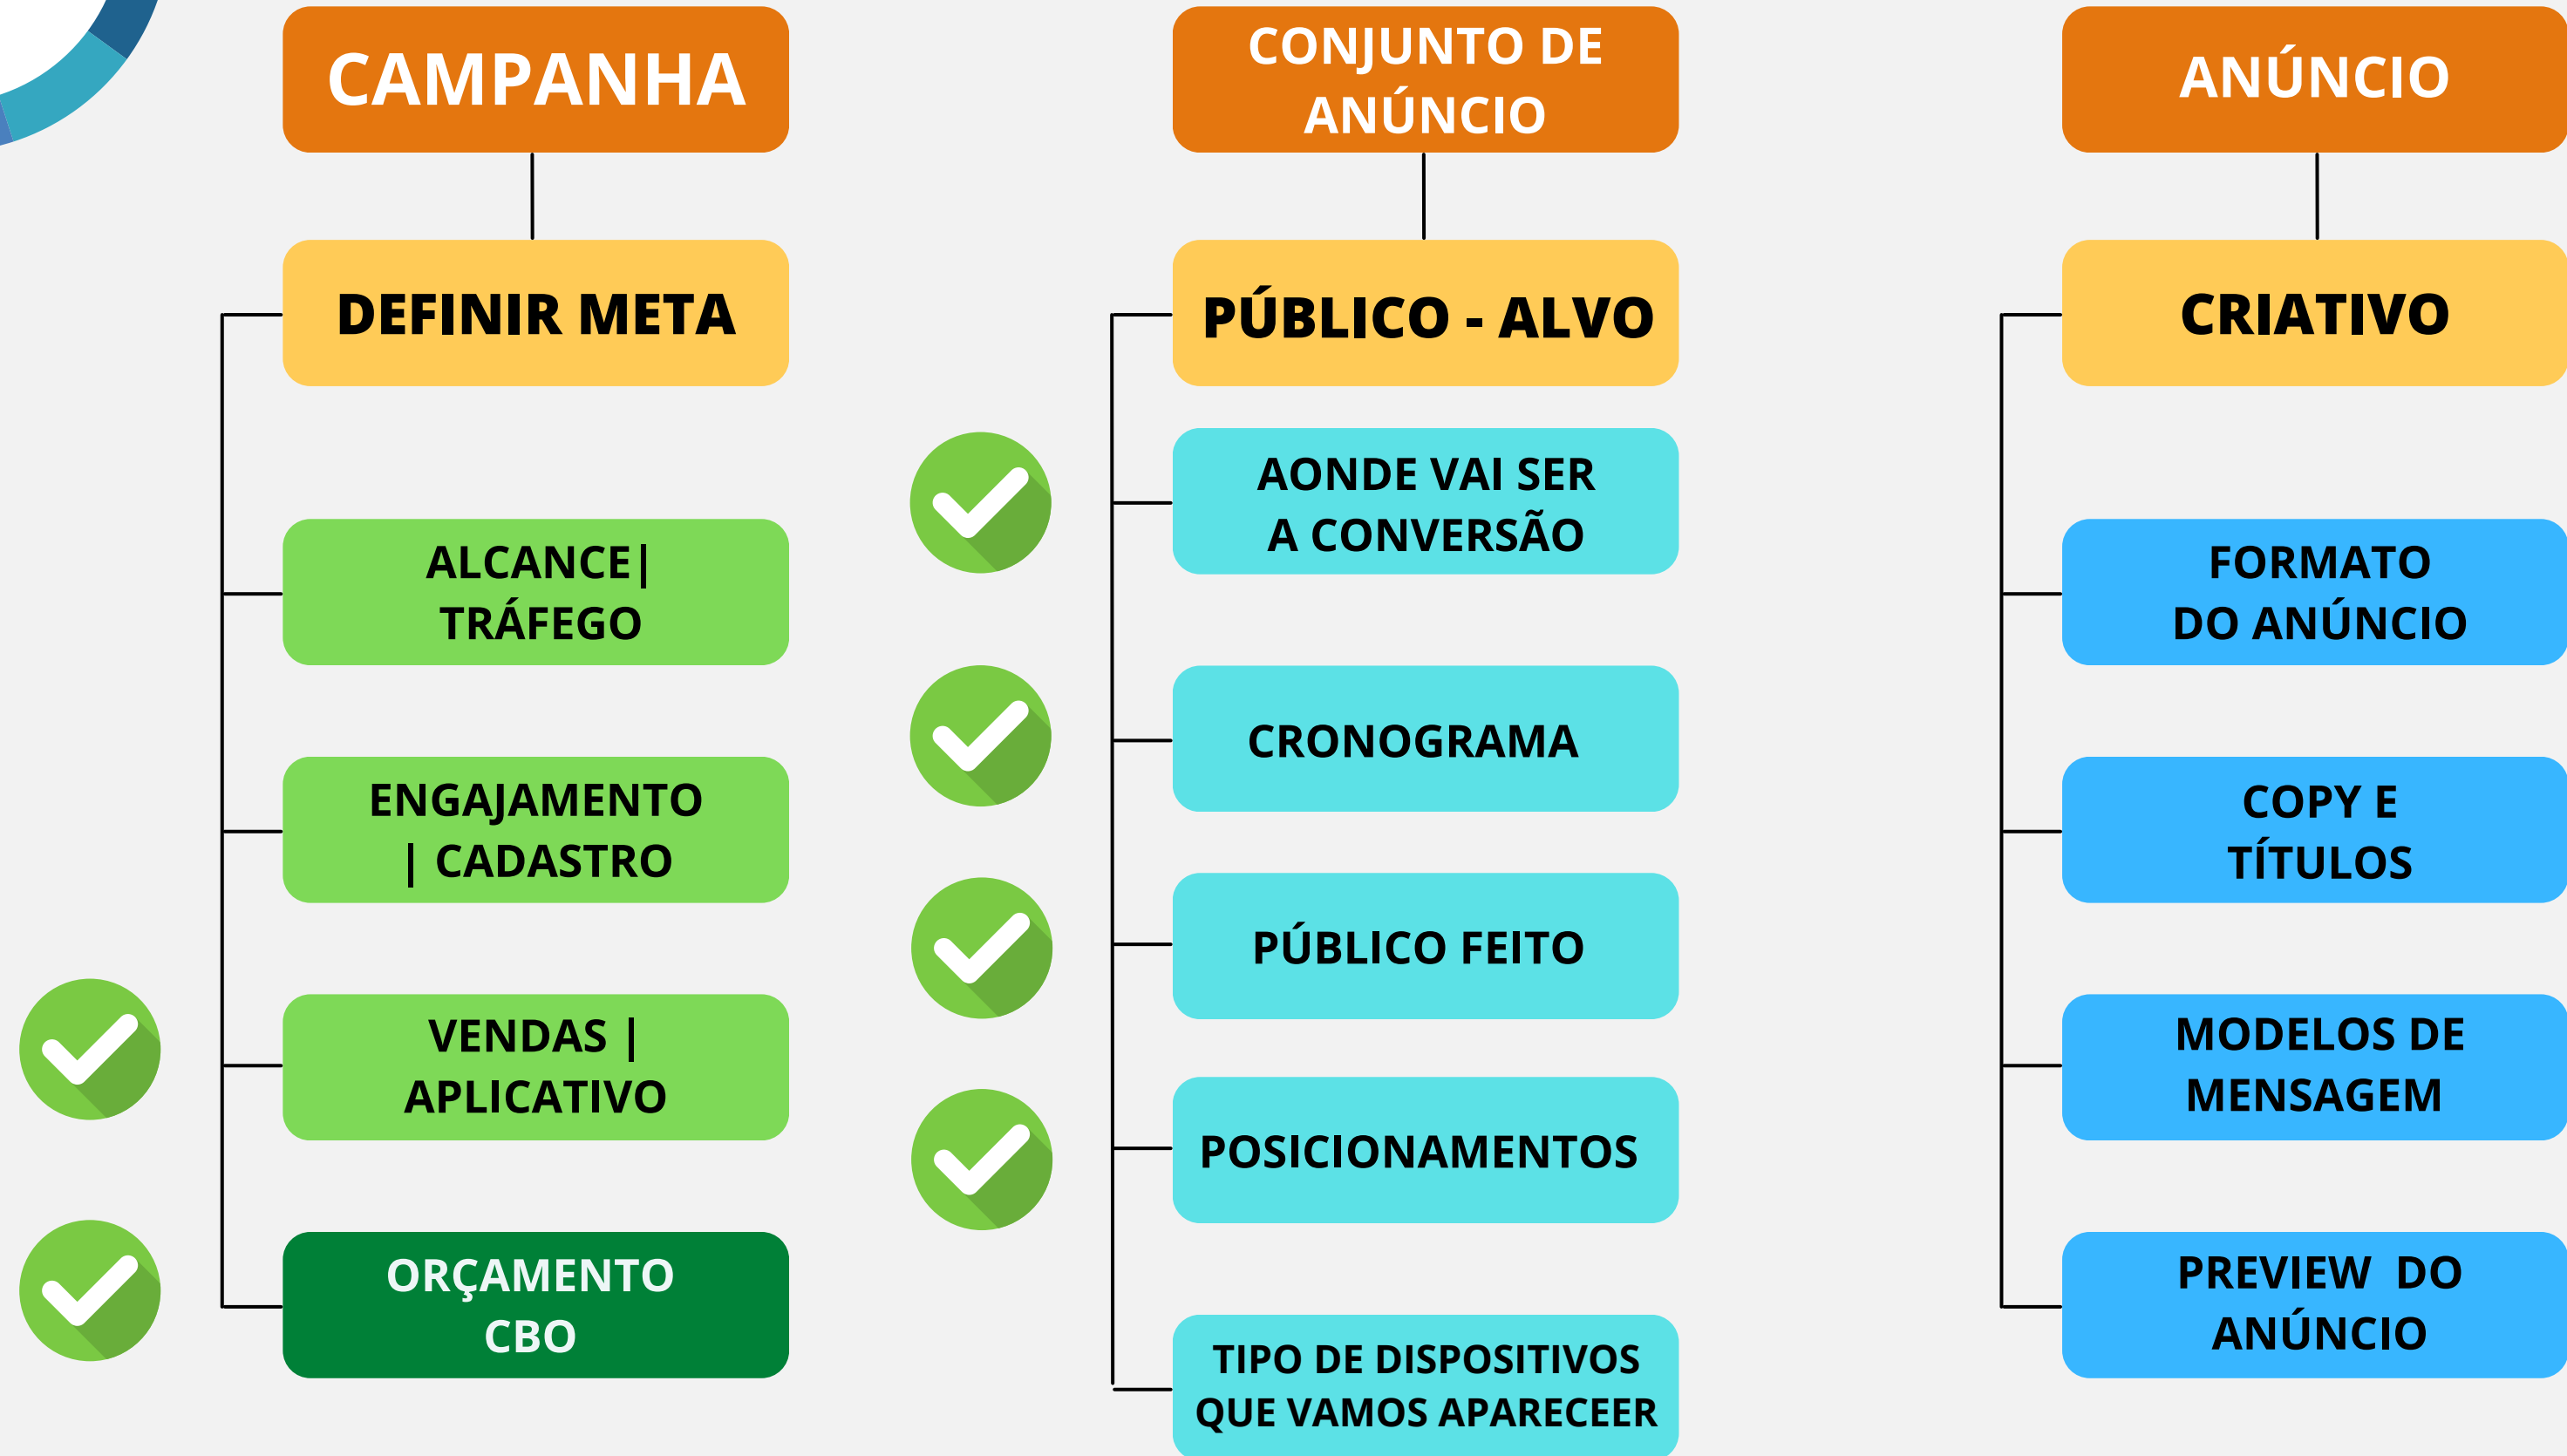 CAMPANHA
DEFINIR META
ALCANCE|
TRÁFEGO
ENGAJAMENTO
| CADASTRO
VENDAS |
APLICATIVO
ORÇAMENTO
CBO
CONJUNTO DE
ANÚNCIO
PÚBLICO - ALVO
AONDE VAI SER
A CONVERSÃO
CRONOGRAMA
PÚBLICO FEITO
POSICIONAMENTOS
TIPO DE DISPOSITIVOS
QUE VAMOS APARECEER
ANÚNCIO
CRIATIVO
FORMATO
DO ANÚNCIO
COPY E
TÍTULOS
MODELOS DE
MENSAGEM
PREVIEW DO
ANÚNCIO